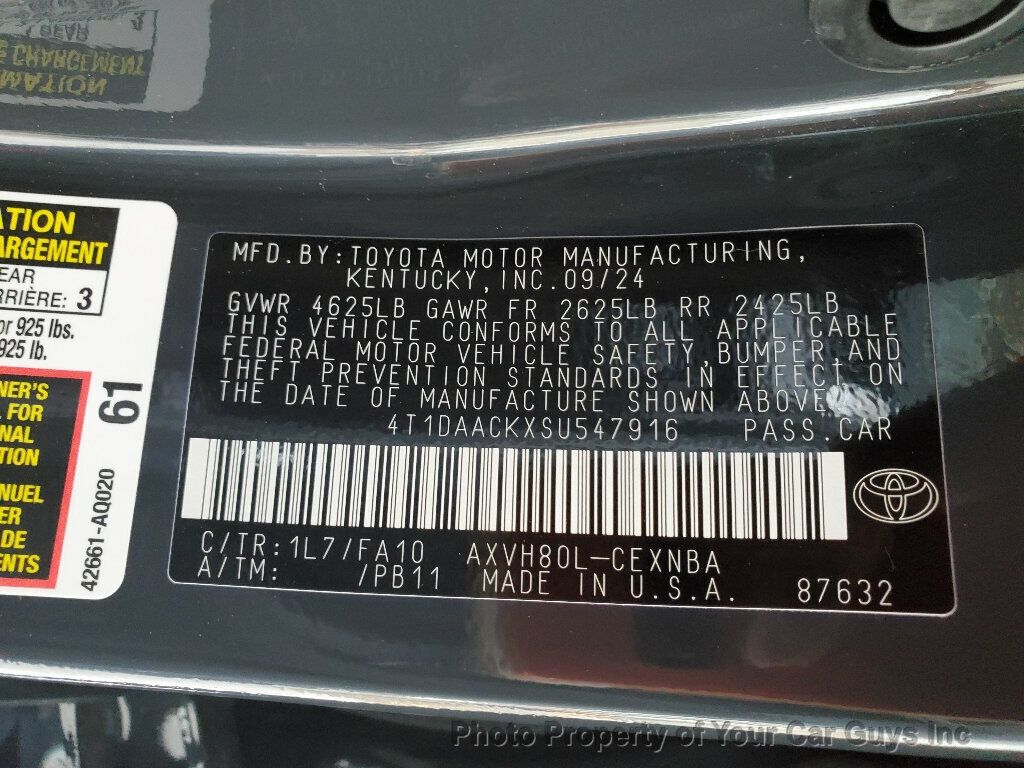 REAR
E CHARGEMENT
ATION
ARGEMENT
EAR
RRIÈRE: 3
or 925 lbs.
925 lb.
NER'S
L FOR
ONAL
TION
NUEL
ER
DE
ENTS
61
42661-AQ020
MFD.BY:TOYOTA MOTOR MANUFACTURING,
KENTUCKY,INC.09/24
GVWR 4625LB GAWR FR 2625LB RR 2425LB
THIS VEHICLE CONFORMS TO ALL APPLICABLE
FEDERAL MOTOR VEHICLE SAFETY,BUMPER,AND
THEFT PREVENTION STANDARDS IN EFFECT ON
THE DATE OF MANUFACTURE SHOWN ABOVE.
4T1DAACKXSU547916 PASS.CAR
C/TR:1L7/FA10 AXVH80L-CEXNBA
A/TM: /PB11 MADE IN U.S.A. 87632
Photo Property of Your Car Guys Inc